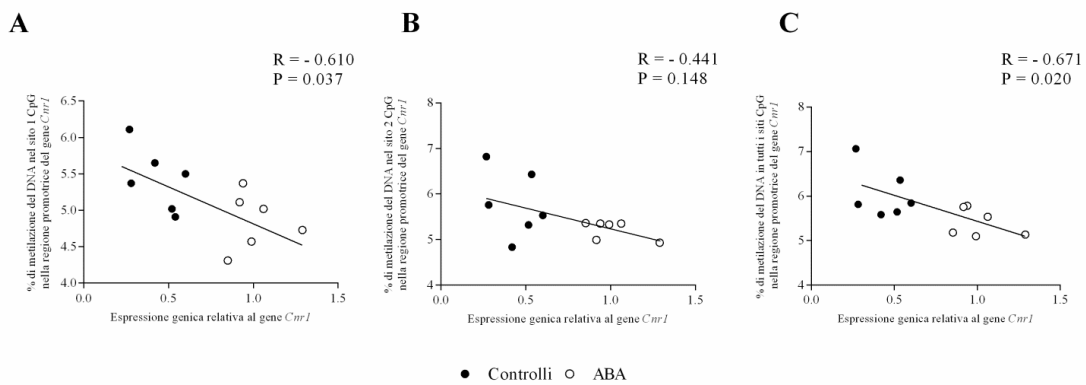 A
R = - 0.610
P = 0.037
% di metilazione del DNA nel sito 1 CpG
nella regione promotrice del gene Cnr1
6.5
6.0
5.5
5.0
4.5
4.0
0.0
0.5
1.0
1.5
Espressione genica relativa al gene Cnr1
B
R = - 0.441
P = 0.148
% di metilazione del DNA nel sito 2 CpG
nella regione promotrice del gene Cnr1
8
7
6
5
4
0.0
0.5
1.0
1.5
Espressione genica relativa al gene Cnr1
C
R = - 0.671
P = 0.020
% di metilazione del DNA in tutti i siti CpG
nella regione promotrice del gene Cnr1
8
7
6
5
4
0.0
0.5
1.0
1.5
Espressione genica relativa al gene Cnr1
Controlli
ABA